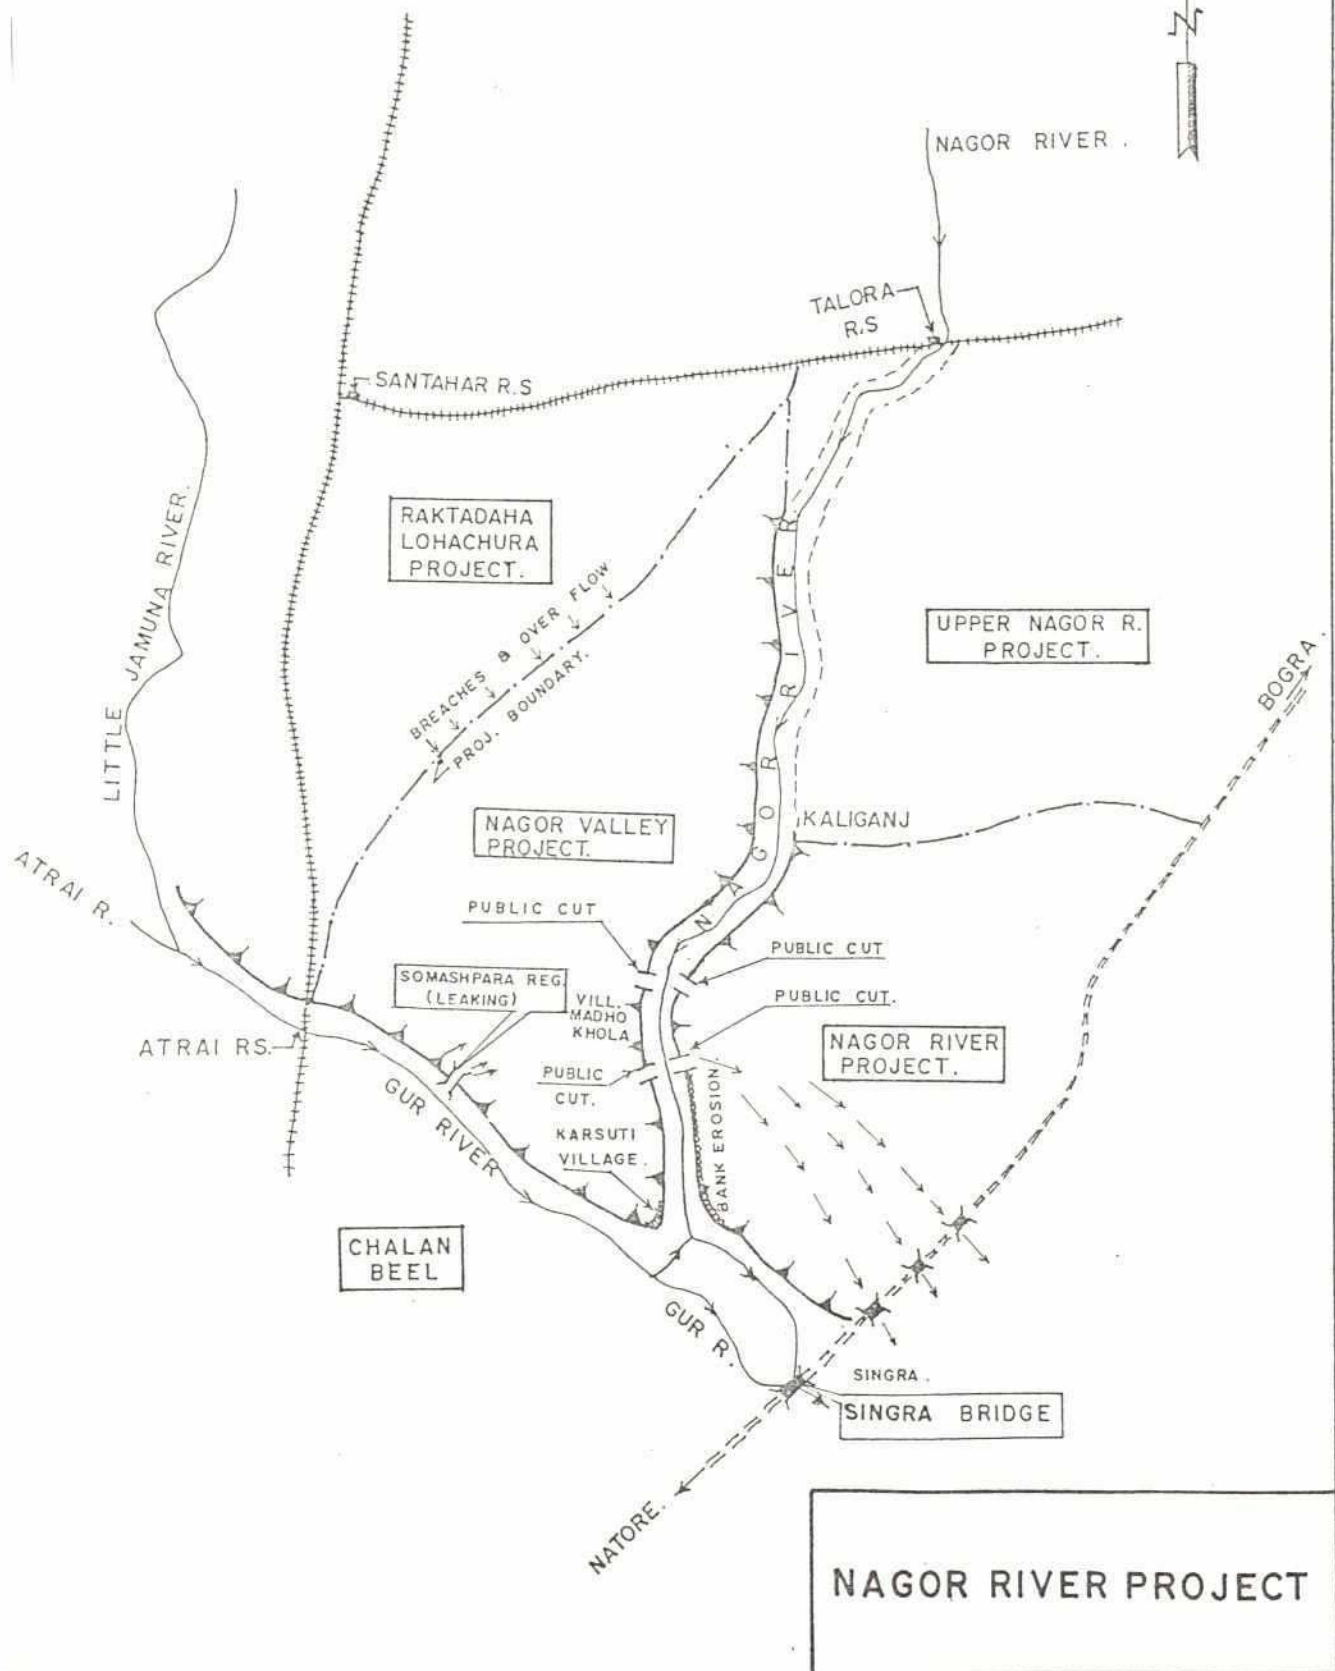 N
NAGOR RIVER .
TALORA
R.S
SANTAHAR R.S
RAKTADAHA
LOHACHURA
PROJECT.
LITTLE JAMUNA RIVER.
BREACHES & OVER FLOW
PROJ. BOUNDARY.
NAGOR RIVER
UPPER NAGOR R.
PROJECT.
BOGRA.
NAGOR VALLEY
PROJECT.
KALIGANJ
ATRAI R.
PUBLIC CUT
PUBLIC CUT
SOMASHPARA REG.
(LEAKING)
VILL.
MADHO
KHOLA
PUBLIC CUT.
ATRAI RS.
NAGOR RIVER
PROJECT.
PUBLIC
CUT.
GUR RIVER
BANK EROSION.
KARSUTI
VILLAGE.
CHALAN
BEEL
GUR R.
SINGRA.
SINGRA BRIDGE
NATORE.
NAGOR RIVER PROJECT